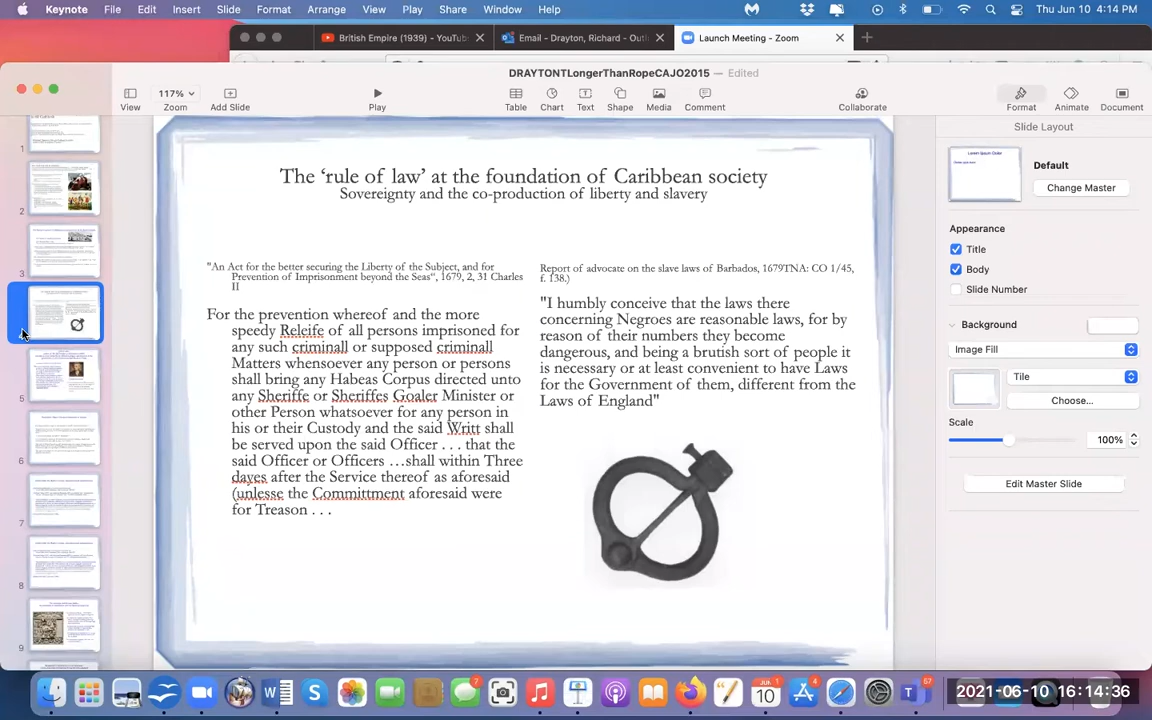 Keynote File Edit Insert Slide Format Arrange View Play Share Window Help Thu Jun 10 4:14 PM
British Empire (1939) - YouTub Email - Drayton, Richard - Out Launch Meeting - Zoom
DRAYTONTLongerThanRopeCAJO2015 — Edited
117%
View Zoom Add Slide Play Table Chart Text Shape Media Comment Collaborate Format Animate Document
Slide Layout
Default
Change Master
Appearance
Title
Body
Slide Number
Background
Image Fill
Tile
Choose...
Scale
100%
Edit Master Slide
1
2
3
4
5
6
7
8
9
The ‘rule of law’ at the foundation of Caribbean society
Sovereignty and the co-production of liberty and slavery
"An Act for the better securing the Liberty of the Subject, and for
Prevention of Imprisonment beyond the Seas“, 1679, 2, 31 Charles
II
For the prevention whereof and the more
speedy Releife of all persons imprisoned for
any such criminall or supposed criminall
Matters whensoever any person or persons
shall bring any Habeas Corpus directed unto
any Sheriffe or Sheriffes Goaler Minister or
other Person whatsoever for any person in
his or their Custody and the said Writt shall
be served upon the said Officer . . . that the
said Officer or Officers …shall within Three
dayes after the Service thereof as aforesaid
(unlesse the Committment aforesaid were
for Treason . . .
Report of advocate on the slave laws of Barbados, 1679TNA: CO 1/45,
f. 138.)
"I humbly conceive that the laws there
concerning Negroes are reasonable laws, for by
reason of their numbers they become
dangerous, and being a brutish sort of people it
is necessary or at least convenient to have Laws
for the Government of them, different from the
Laws of England"
7
JUN
10
4
57
2021-06-10 16:14:36